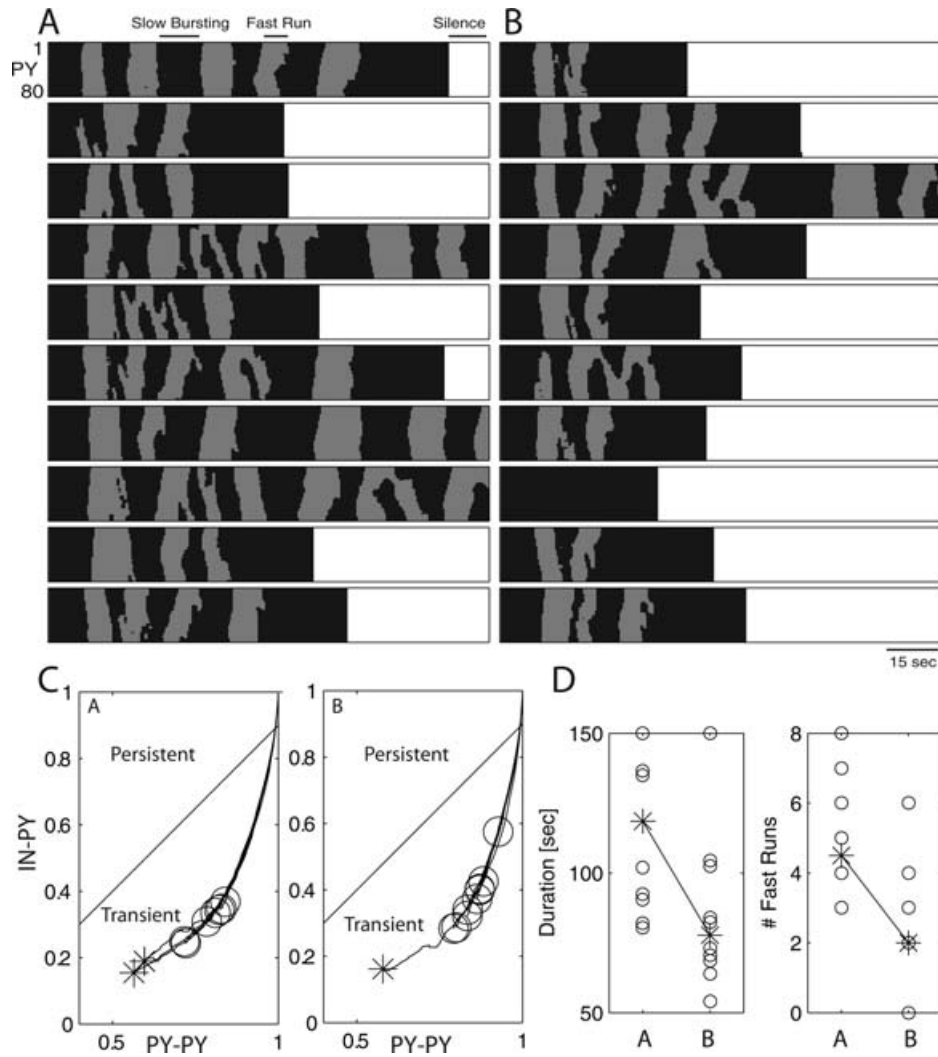 A
Slow Bursting
Fast Run
Silence
B
1
PY
80
15 sec
C
1
0.8
0.6
0.4
0.2
0
A
Persistent
Transient
0.5
1
PY-PY
IN-PY
1
0.8
0.6
0.4
0.2
0
B
Persistent
Transient
0.5
1
PY-PY
D
150
100
50
Duration [sec]
A
B
8
6
4
2
0
# Fast Runs
A
B